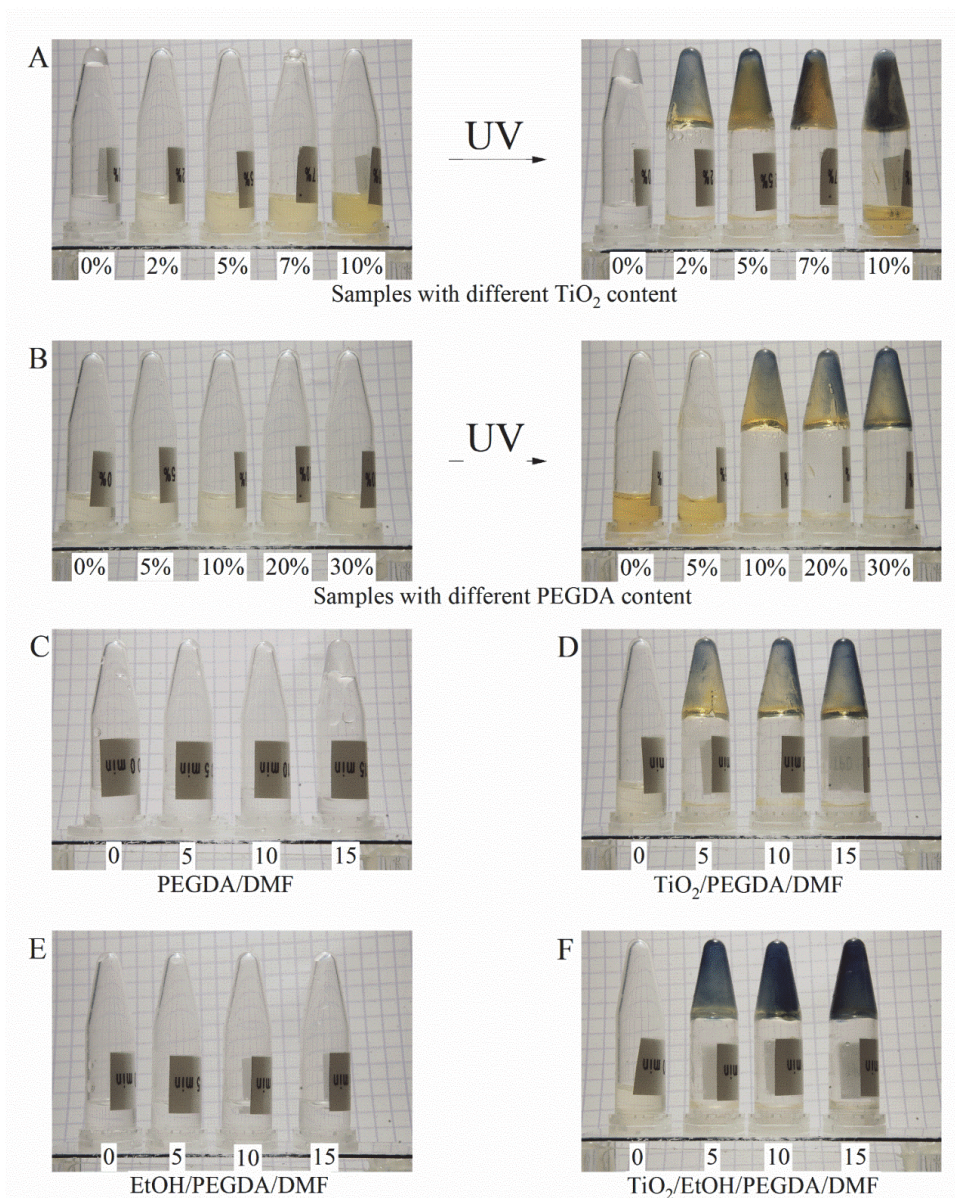 A
UV
0% 2% 5% 7% 10%
0% 2% 5% 7% 10%
Samples with different TiO₂ content
B
UV
0% 5% 10% 20% 30%
0% 5% 10% 20% 30%
Samples with different PEGDA content
C
D
0 5 10 15
0 5 10 15
PEGDA/DMF
TiO₂/PEGDA/DMF
E
F
0 5 10 15
0 5 10 15
EtOH/PEGDA/DMF
TiO₂/EtOH/PEGDA/DMF